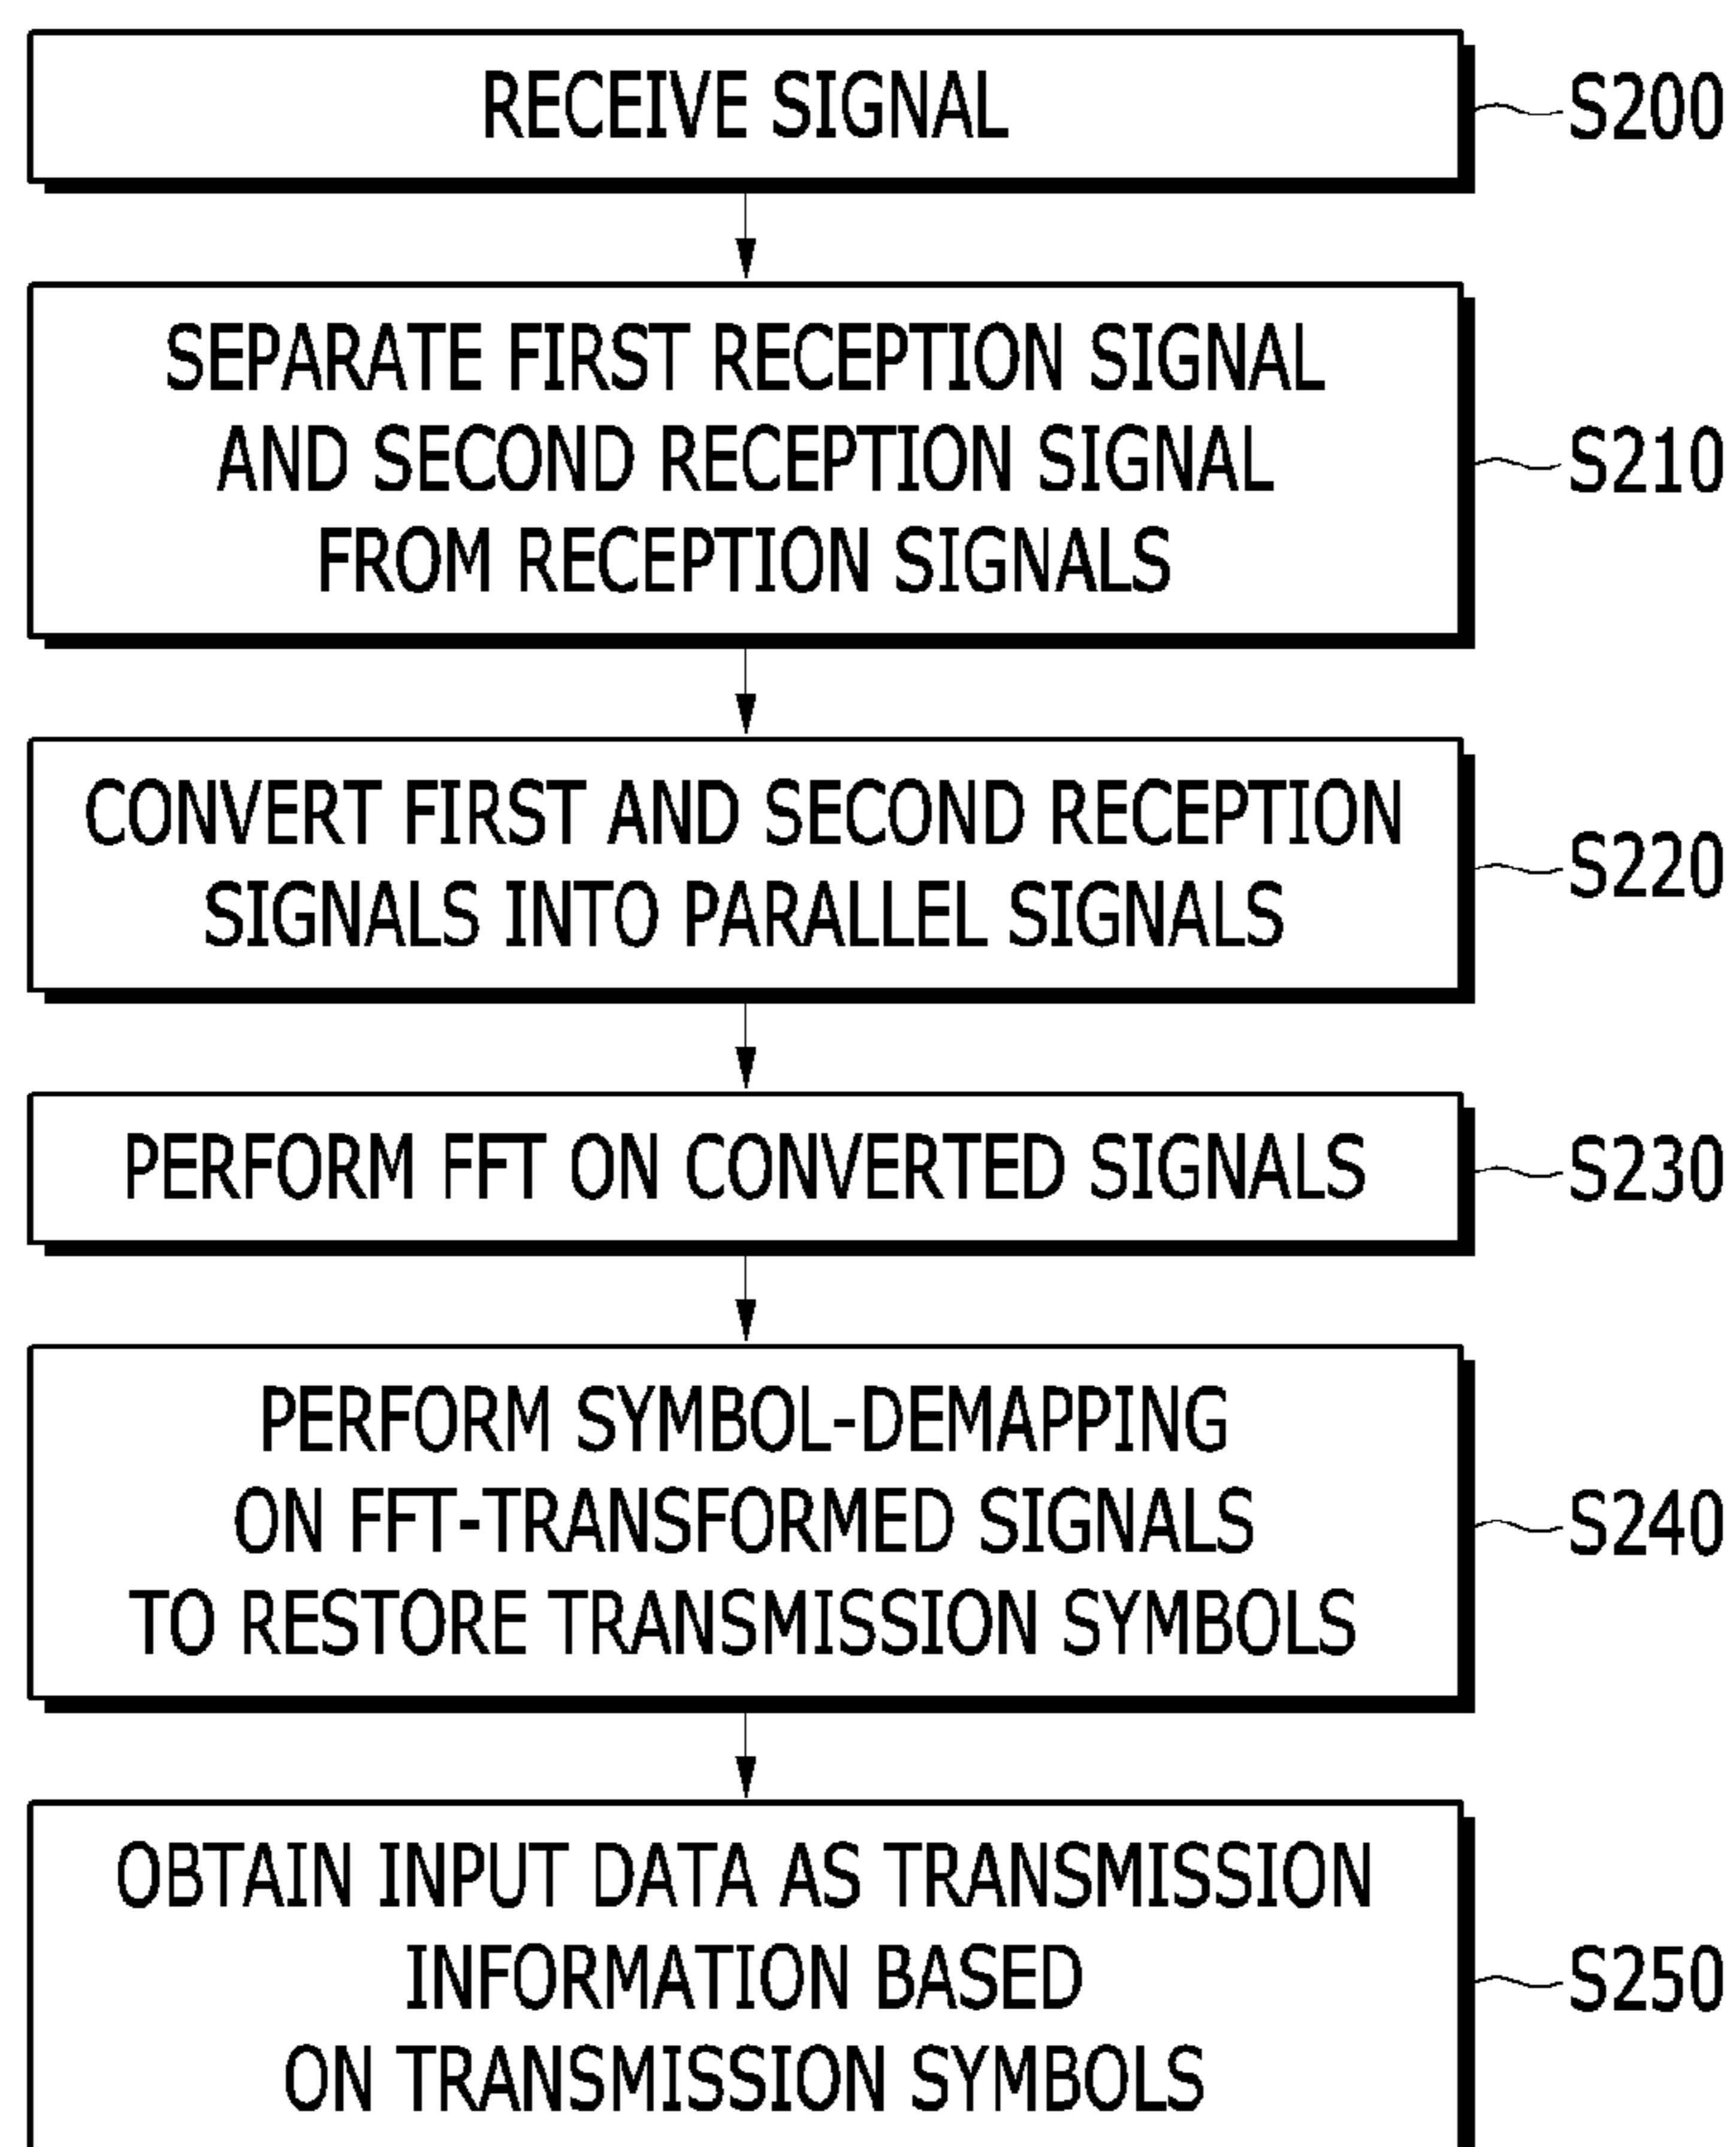 RECEIVE SIGNAL
S200
SEPARATE FIRST RECEPTION SIGNAL
AND SECOND RECEPTION SIGNAL
FROM RECEPTION SIGNALS
S210
CONVERT FIRST AND SECOND RECEPTION
SIGNALS INTO PARALLEL SIGNALS
S220
PERFORM FFT ON CONVERTED SIGNALS
S230
PERFORM SYMBOL-DEMAPPING
ON FFT-TRANSFORMED SIGNALS
TO RESTORE TRANSMISSION SYMBOLS
S240
OBTAIN INPUT DATA AS TRANSMISSION
INFORMATION BASED
ON TRANSMISSION SYMBOLS
S250